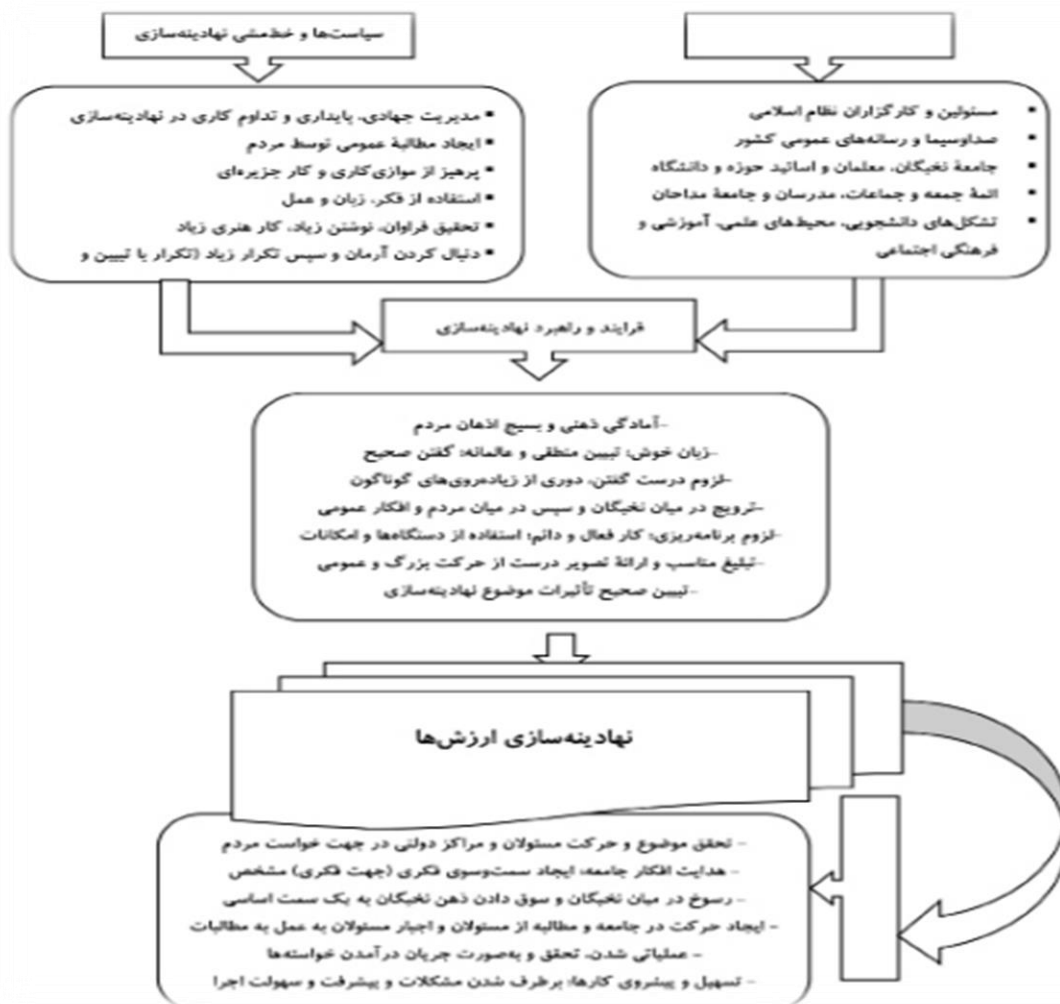 سیاست‌ها و خط‌مشی نهادینه‌سازی
مسئولین و کارگزاران نظام اسلامی
صداوسیما و رسانه‌های عمومی کشور
جامعهٔ نخبگان، معلمان و اساتید حوزه و دانشگاه
ائمهٔ جمعه و جماعات، مدرسان و جامعهٔ مداحان
تشکل‌های دانشجویی، محیط‌های علمی، آموزشی و
فرهنگی اجتماعی
مدیریت جهادی، پایداری و تداوم کاری در نهادینه‌سازی
ایجاد مطالبهٔ عمومی توسط مردم
پرهیز از موازی‌کاری و کار جزیره‌ای
استفاده از فکر، زبان و عمل
تحقیق فراوان، نوشتن زیاد، کار هنری زیاد
دنبال کردن آرمان و سپس تکرار زیاد (تکرار با تبیین و
فرایند و راهبرد نهادینه‌سازی
-آمادگی ذهنی و بسیج اذهان مردم
-زبان خوش: تبیین منطقی و عالمانه: گفتن صحیح
-لزوم درست گفتن، دوری از زیاده‌روی‌های گوناگون
-ترویج در میان نخبگان و سپس در میان مردم و افکار عمومی
-لزوم برنامه‌ریزی: کار فعال و دائم: استفاده از دستگاه‌ها و امکانات
-تبلیغ مناسب و ارائهٔ تصویر درست از حرکت بزرگ و عمومی
-تبیین صحیح تأثیرات موضوع نهادینه‌سازی
نهادینه‌سازی ارزش‌ها
- تحقق موضوع و حرکت مسئولان و مراکز دولتی در جهت خواست مردم
- هدایت افکار جامعه: ایجاد سمت‌وسوی فکری (جهت فکری) مشخص
- رسوخ در میان نخبگان و سوق دادن ذهن نخبگان به یک سمت اساسی
- ایجاد حرکت در جامعه و مطالبه از مسئولان و اجبار مسئولان به عمل به مطالبات
- عملیاتی شدن، تحقق و به‌صورت جریان درآمدن خواسته‌ها
- تسهیل و پیشروی کارها: برطرف شدن مشکلات و پیشرفت و سهولت اجرا